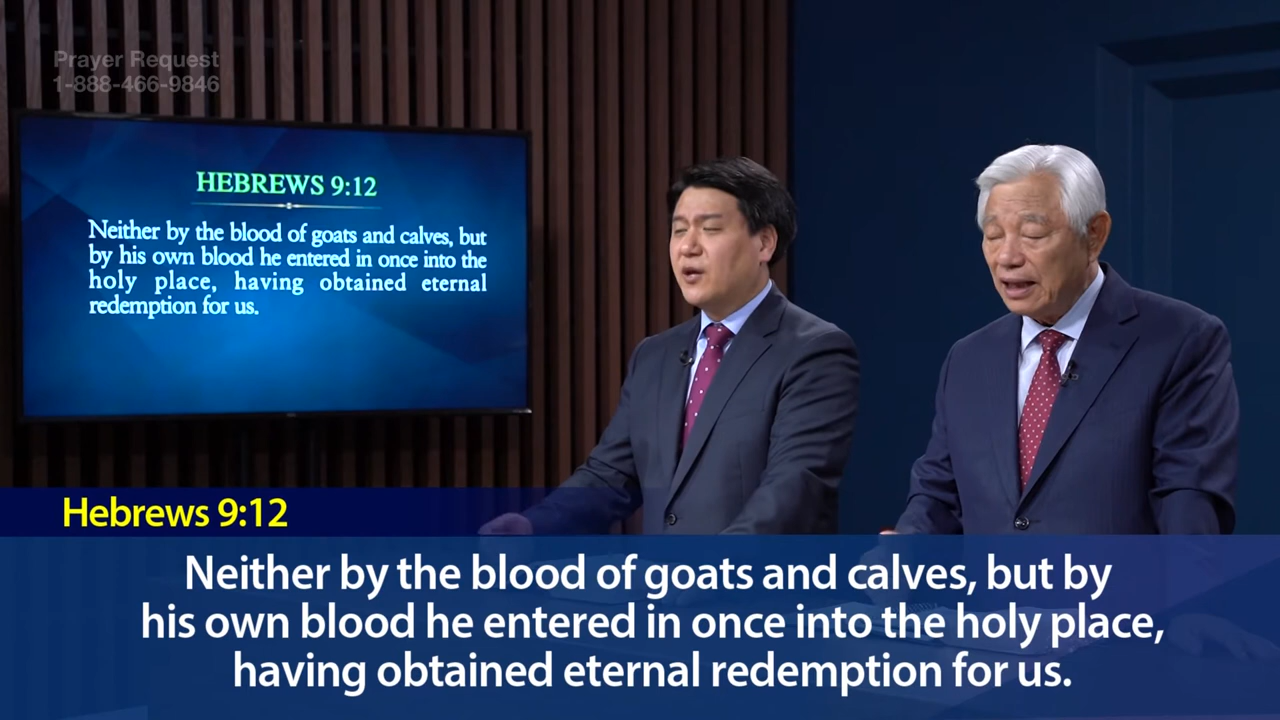 Prayer Request
1-888-466-9846
HEBREWS 9:12
Neither by the blood of goats and calves, but
by his own blood he entered in once into the
holy place, having obtained eternal
redemption for us.
Hebrews 9:12
Neither by the blood of goats and calves, but by
his own blood he entered in once into the holy place,
having obtained eternal redemption for us.